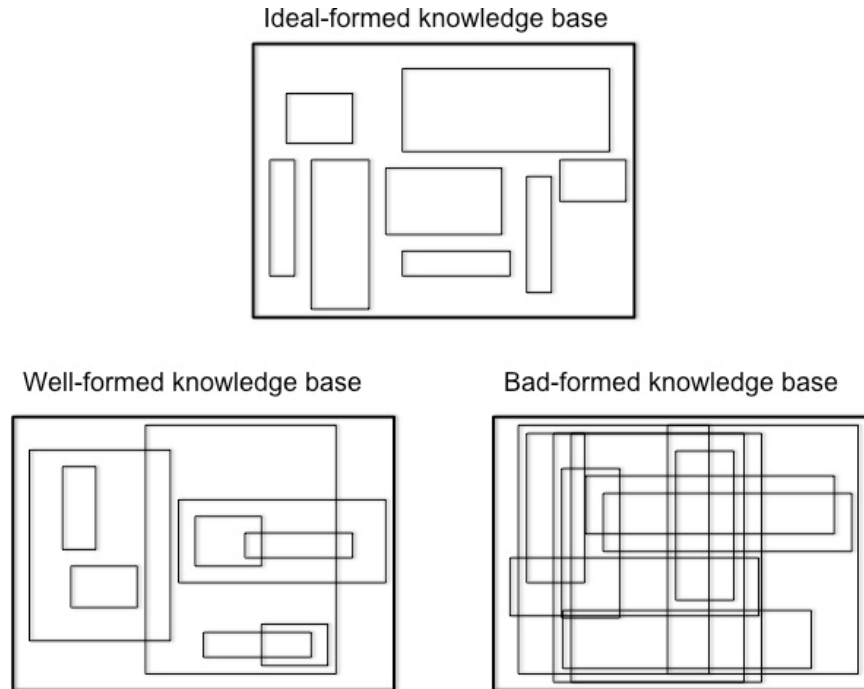 Ideal-formed knowledge base
Well-formed knowledge base
Bad-formed knowledge base